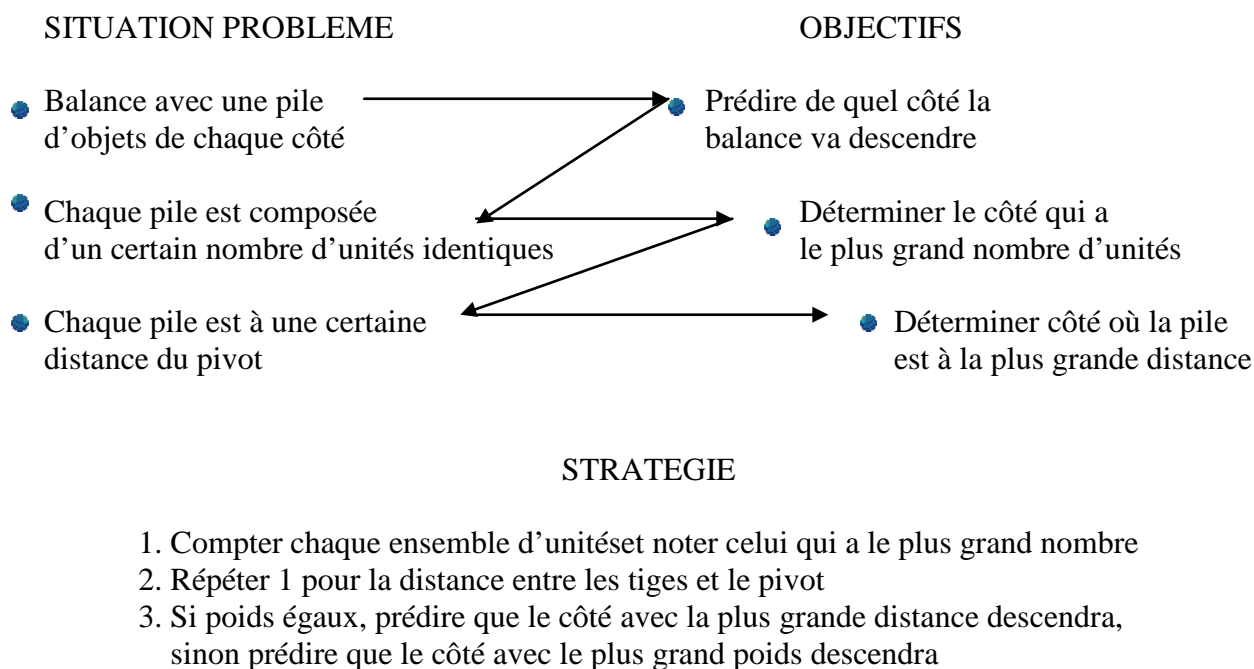 SITUATION PROBLEME
OBJECTIFS
Balance avec une pile
d’objets de chaque côté
Prédire de quel côté la
balance va descendre
Chaque pile est composée
d’un certain nombre d’unités identiques
Déterminer le côté qui a
le plus grand nombre d’unités
Chaque pile est à une certaine
distance du pivot
Déterminer côté où la pile
est à la plus grande distance
STRATEGIE
1. Compter chaque ensemble d’unitéset noter celui qui a le plus grand nombre
2. Répéter 1 pour la distance entre les tiges et le pivot
3. Si poids égaux, prédire que le côté avec la plus grande distance descendra,
sinon prédire que le côté avec le plus grand poids descendra